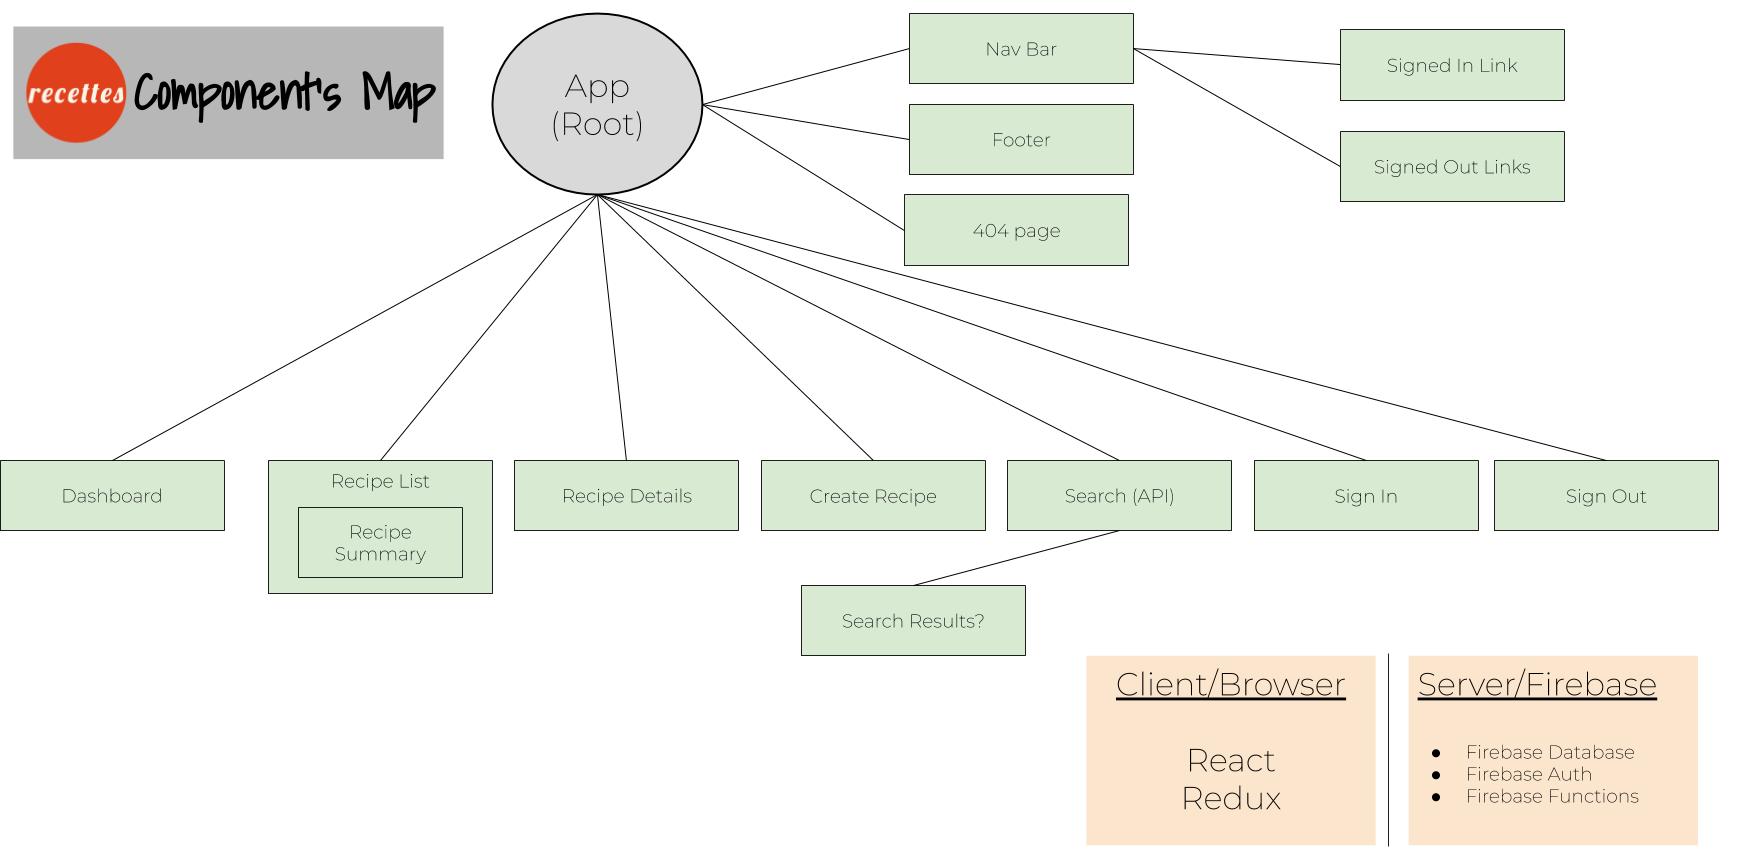 recettes Component's Map
App
(Root)
Nav Bar
Footer
404 page
Signed In Link
Signed Out Links
Dashboard
Recipe List
Recipe
Summary
Recipe Details
Create Recipe
Search (API)
Sign In
Sign Out
Search Results?
Client/Browser
React
Redux
Server/Firebase
● Firebase Database
● Firebase Auth
● Firebase Functions